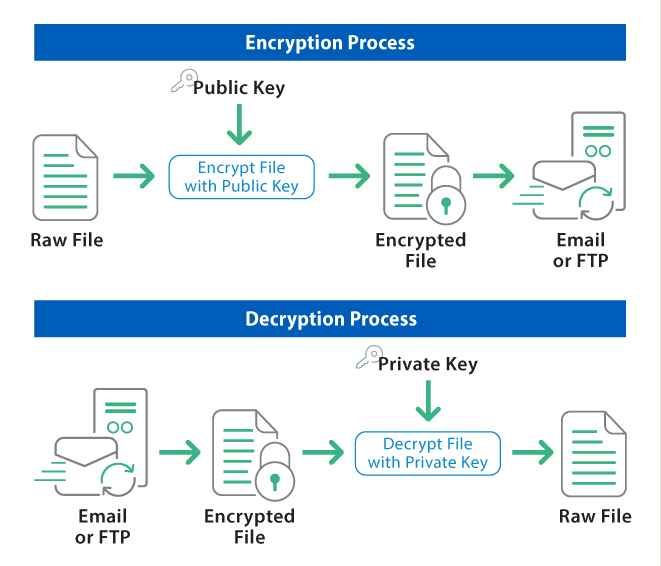 Encryption Process
Public Key
Encrypt File
with Public Key
Raw File
Encrypted
File
Email
or FTP
Decryption Process
Private Key
Decrypt File
with Private Key
Email
or FTP
Encrypted
File
Raw File